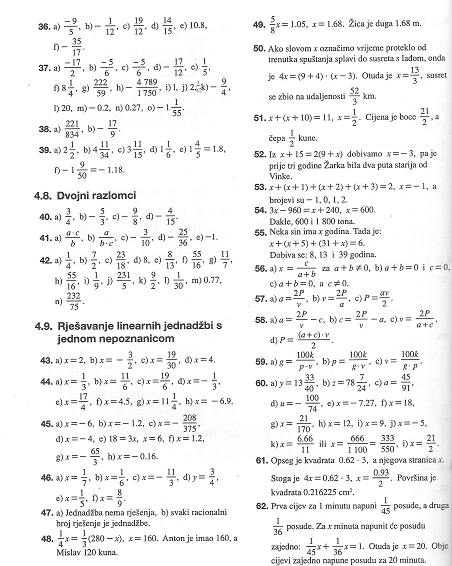 36. a) -9/5, b) - 1/12, c) 19/12, d) 14/15, e) 10.8,
f) - 35/17.
37. a) -17/2, b) -5/6, c) -5/6, d) - 17/12, e) 1/5,
f) 8 1/4, g) 222/59, h) - 4 789/1750, i) 1, j) 2, k) - 9/4,
l) 20, m) - 0.2, n) 0.27, o) - 1 1/55.
38. a) 221/834, b) - 17/9.
39. a) 2 1/2, b) 4 11/34, c) 3 11/15, d) 1 1/6, e) 1 4/5 = 1.8,
f) - 1 9/50 = - 1.18.
4.8. Dvojni razlomci
40. a) 3/4, b) - 5/3, c) - 9/8, d) - 4/15.
41. a) a·c/b, b) a/b·c, c) - 3/10, d) - 25/36, e) -1.
42. a) 1/4, b) 7/2, c) 23/18, d) 8, e) 8/13, f) 55/16, g) 11/7,
h) 55/16, i) 1/9, j) 231/5, k) 9/2, l) 1/30, m) 0.77,
n) 232/75.
4.9. Rješavanje linearnih jednadžbi s
jednom nepoznanicom
43. a) x = 2, b) x = - 3/2, c) x = 19/30, d) x = 4.
44. a) x = 1/3, b) x = 11/6, c) x = 19/6, d) x = - 1/3,
e) x = 17/4, f) x = 4.5, g) x = 11 1/4, h) x = - 6.9.
45. a) x = - 6, b) x = - 1.2, c) x = - 208/375,
d) x = - 4, e) 18 = 3x, x = 6, f) x = 1.2,
g) x = - 65/3, h) x = - 0.16.
46. a) x = 1/7, b) x = 1/6, c) x = - 11/3, d) y = 3/4,
e) x = 1/5, f) x = 8/9.
47. a) Jednadžba nema rješenja, b) svaki racionalni
broj rješenje je jednadžbe.
48. 1/4 x = 1/3 (280 - x), x = 160. Anton je imao 160, a
Mislav 120 kuna.
49. 5/8 x = 1.05, x = 1.68. Žica je duga 1.68 m.
50. Ako slovom x označimo vrijeme proteklo od
trenutka spuštanja splavi do susreta s lađom, onda
je 4x = (9 + 4) · (x - 3). Otuda je x = 13/3, susret
se zbio na udaljenosti 52/3 km.
51. x + (x + 10) = 11, x = 1/2. Cijena je boce 21/2, a
čepa 1/2 kune.
52. Iz x + 15 = 2(9 + x) dobivamo x = - 3, pa je
prije tri godine Žarka bila dva puta starija od
Vinke.
53. x + (x + 1) + (x + 2) + (x + 3) = 2, x = - 1, a
brojevi su - 1, 0, 1, 2.
54. 3x - 960 = x + 240, x = 600.
Dakle, 600 i 1 800 tona.
55. Neka sin ima x godina. Tada je:
x + (x + 5) + (31 + x) = 6.
Dobiva se: 8, 13 i 39 godina.
56. a) x = c/a+b za a + b ≠ 0, b) a + b = 0 i c = 0,
c) a + b = 0, a c ≠ 0.
57. a) a = 2P/v, b) v = 2P/a, c) P = av/2.
58. a) a = 2P/v - c, b) c = 2P/v - a, c) v = 2P/a+c,
d) P = (a+c)·v/2.
59. a) g = 100k/p·v, b) p = 100k/g·v, c) v = 100k/g·p.
60. a) y = 13 33/40, b) z = 78 7/24, c) a = 45/91,
d) u = - 100/74, e) x = - 7.27, f) x = 18,
g) x = 21/170, h) x = 12, i) x = 9, j) x = - 5,
k) x = 6.66/11 ili x = 666/1 100 = 333/550, i) x = 21/2.
61. Opseg je kvadrata 0.62 · 3, a njegova stranica x.
Stoga je 4x = 0.62 · 3, x = 0.93/2. Površina je
kvadrata 0.216225 cm².
62. Prva cijev za 1 minutu napuni 1/45 posude, a druga
1/36 posude. Za x minuta napunit će posudu
zajedno: 1/45 x + 1/36 x = 1. Otuda je x = 20. Obje
cijevi zajedno napune posudu za 20 minuta.